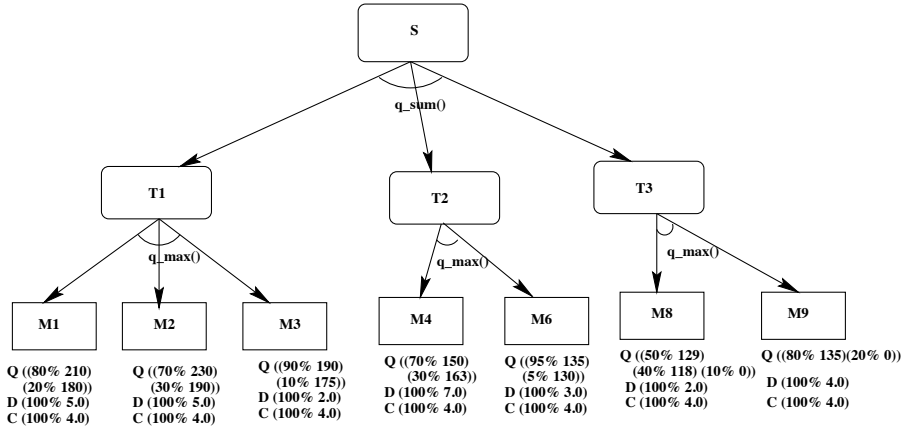 S
q_sum()
T1
T2
T3
q_max()
q_max()
q_max()
M1
M2
M3
M4
M6
M8
M9
Q ((80% 210)
(20% 180))
D (100% 5.0)
C (100% 4.0)
Q ((70% 230)
(30% 190))
D (100% 5.0)
C (100% 4.0)
Q ((90% 190)
(10% 175))
D (100% 2.0)
C (100% 4.0)
Q ((70% 150)
(30% 163))
D (100% 7.0)
C (100% 4.0)
Q ((95% 135)
(5% 130))
D (100% 3.0)
C (100% 4.0)
Q ((50% 129)
(40% 118) (10% 0))
D (100% 2.0)
C (100% 4.0)
Q ((80% 135)(20% 0))
D (100% 4.0)
C (100% 4.0)